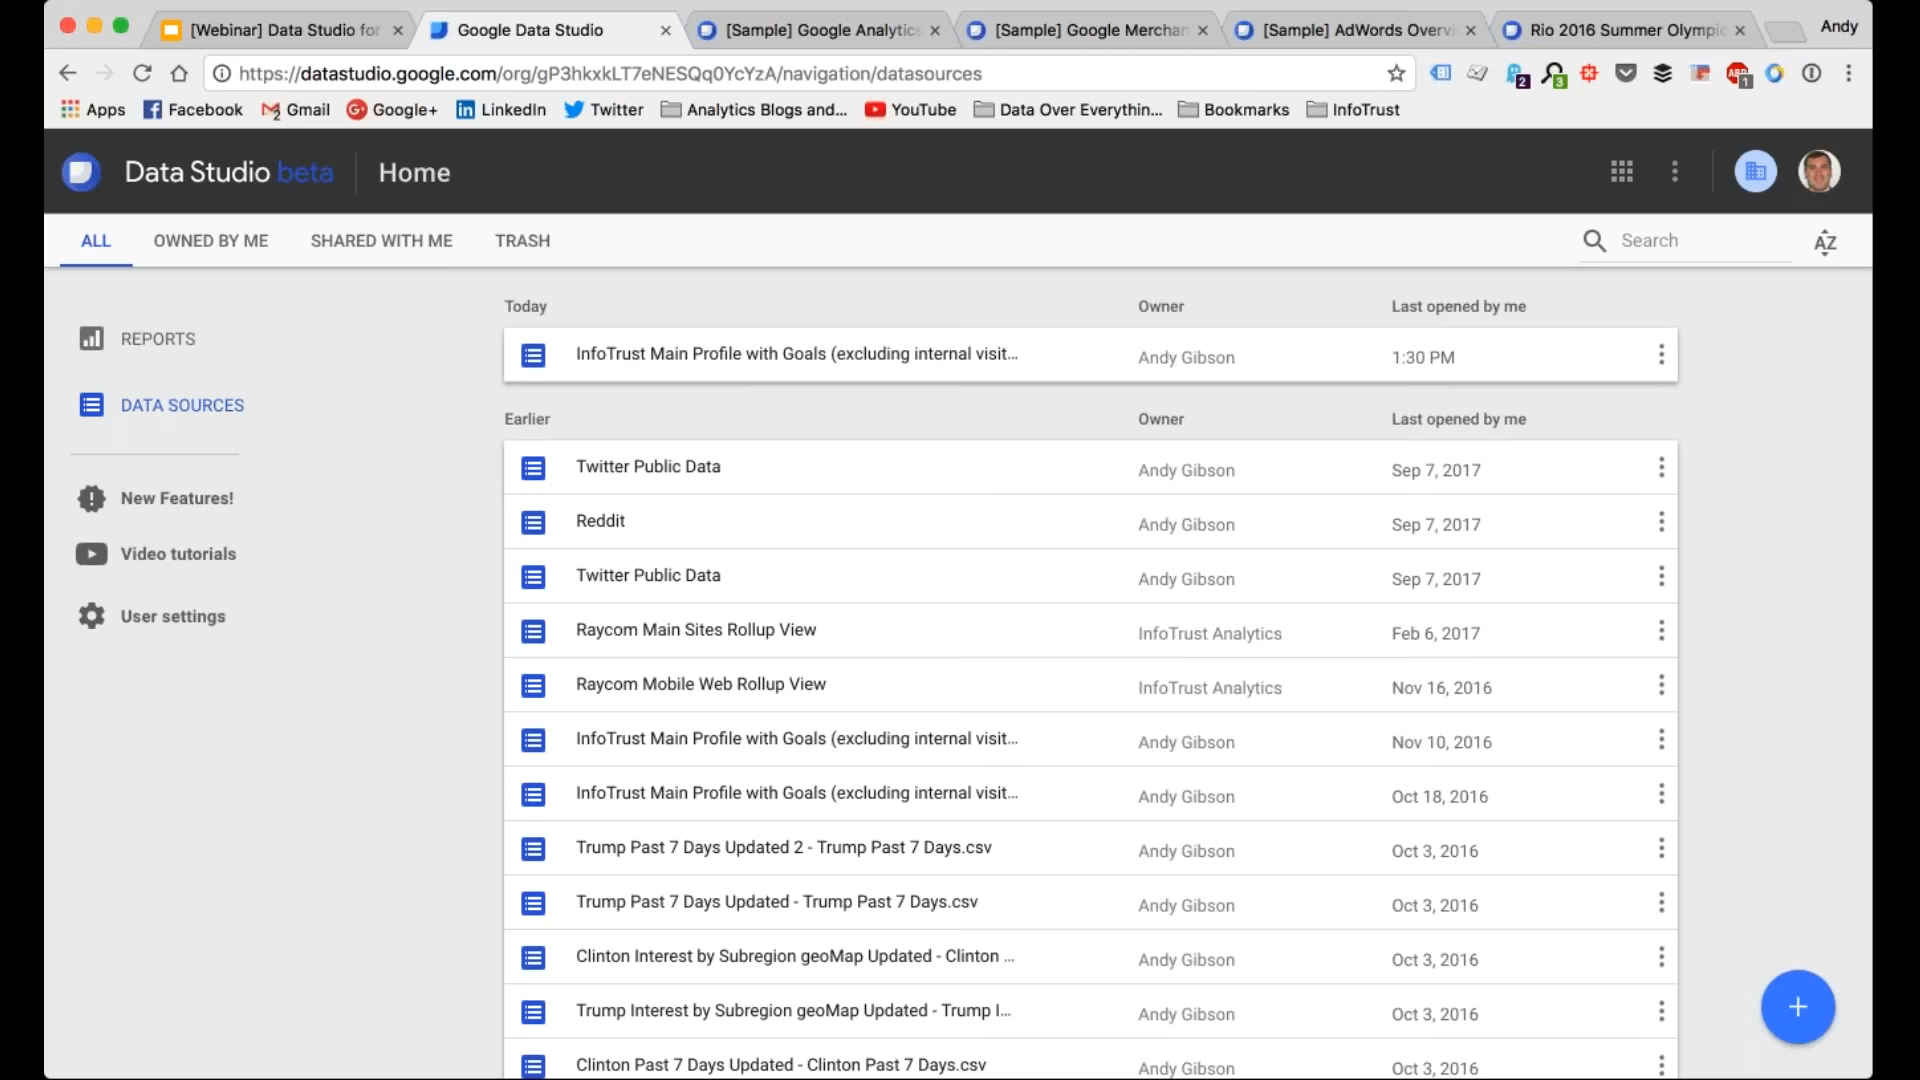 [Webinar] Data Studio for
Google Data Studio
[Sample] Google Analytics
[Sample] Google Merchan
[Sample] AdWords Overvi
Rio 2016 Summer Olympic
Andy
https://datastudio.google.com/org/gP3hkxkLT7eNESQq0YcYzA/navigation/datasources
2
3
ABP
1
Apps
Facebook
Gmail
Google+
LinkedIn
Twitter
Analytics Blogs and...
YouTube
Data Over Everythin...
Bookmarks
InfoTrust
Data Studio beta
Home
ALL
OWNED BY ME
SHARED WITH ME
TRASH
Search
AZ
REPORTS
DATA SOURCES
New Features!
Video tutorials
User settings
Today Owner Last opened by me
InfoTrust Main Profile with Goals (excluding internal visit... Andy Gibson 1:30 PM
Earlier Owner Last opened by me
Twitter Public Data Andy Gibson Sep 7, 2017
Reddit Andy Gibson Sep 7, 2017
Twitter Public Data Andy Gibson Sep 7, 2017
Raycom Main Sites Rollup View InfoTrust Analytics Feb 6, 2017
Raycom Mobile Web Rollup View InfoTrust Analytics Nov 16, 2016
InfoTrust Main Profile with Goals (excluding internal visit... Andy Gibson Nov 10, 2016
InfoTrust Main Profile with Goals (excluding internal visit... Andy Gibson Oct 18, 2016
Trump Past 7 Days Updated 2 - Trump Past 7 Days.csv Andy Gibson Oct 3, 2016
Trump Past 7 Days Updated - Trump Past 7 Days.csv Andy Gibson Oct 3, 2016
Clinton Interest by Subregion geoMap Updated - Clinton ... Andy Gibson Oct 3, 2016
Trump Interest by Subregion geoMap Updated - Trump I... Andy Gibson Oct 3, 2016
Clinton Past 7 Days Updated - Clinton Past 7 Days.csv Andy Gibson Oct 3, 2016